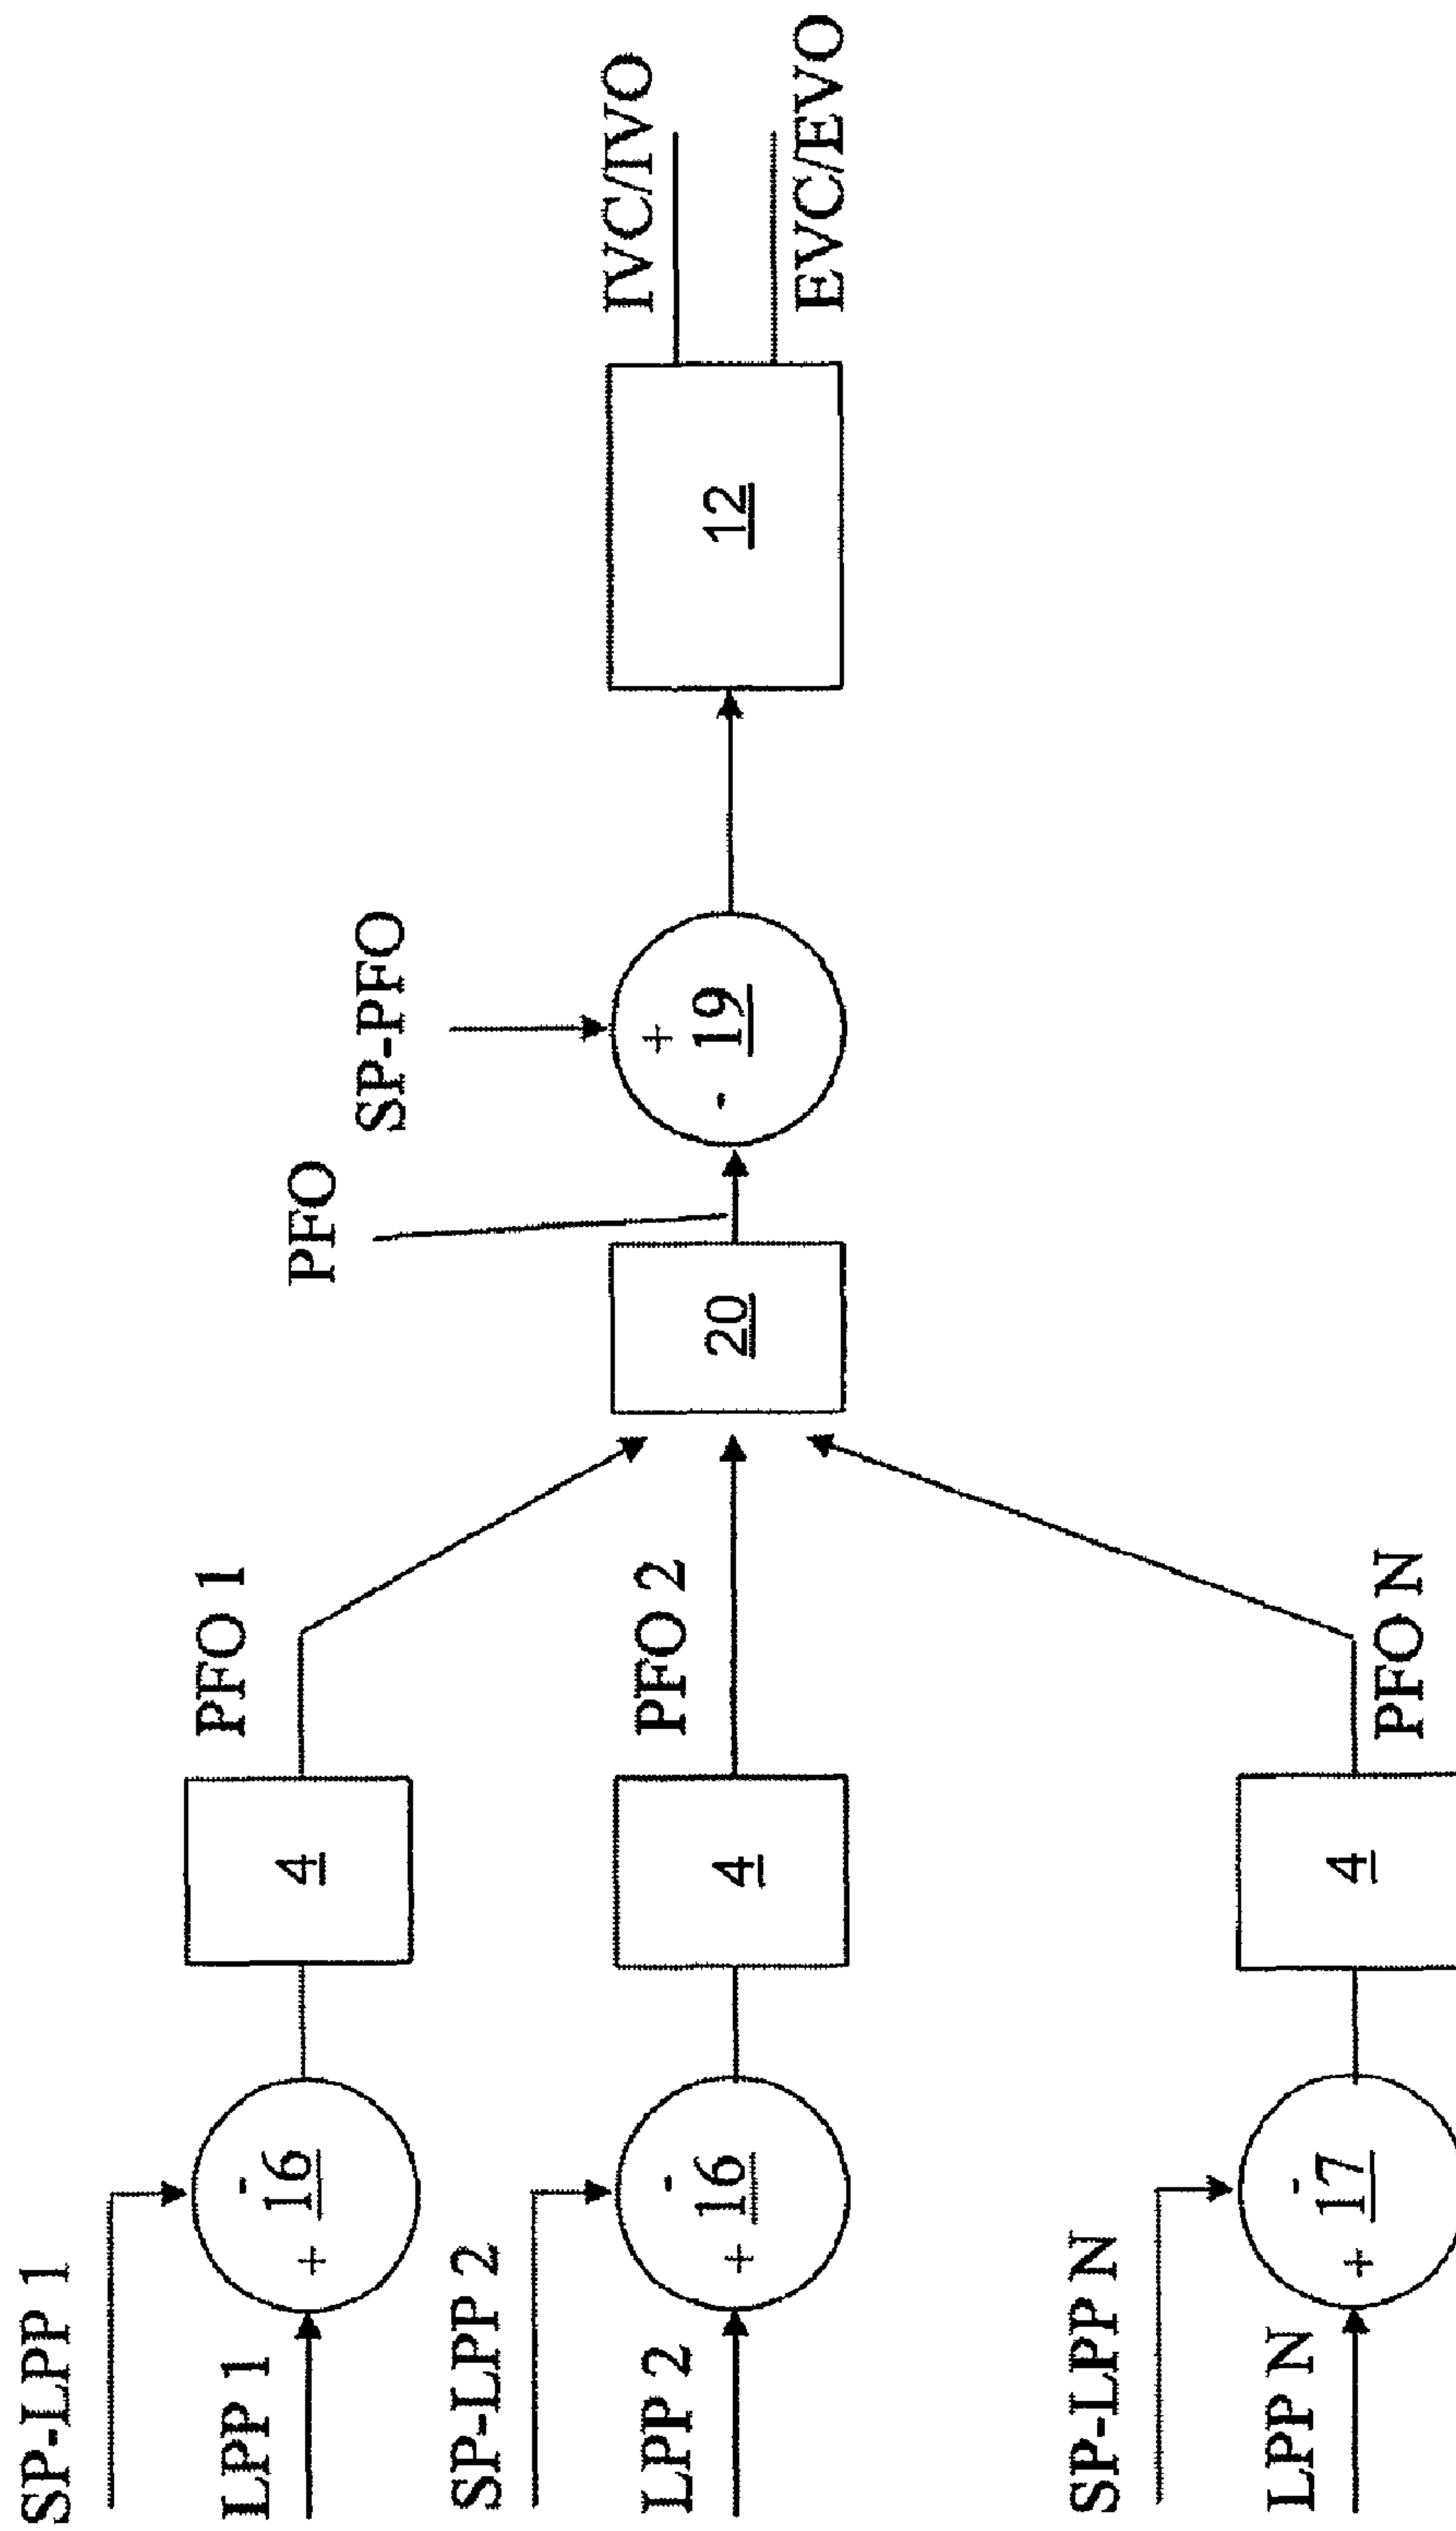 SP-LPP 1
LPP 1
+ 16 -
4
PFO 1
SP-LPP 2
LPP 2
+ 16 -
4
PFO 2
SP-LPP N
LPP N
+ 17 -
4
PFO N
20
PFO
SP-PFO
+
- 19
12
IVC/IVO
EVC/EVO